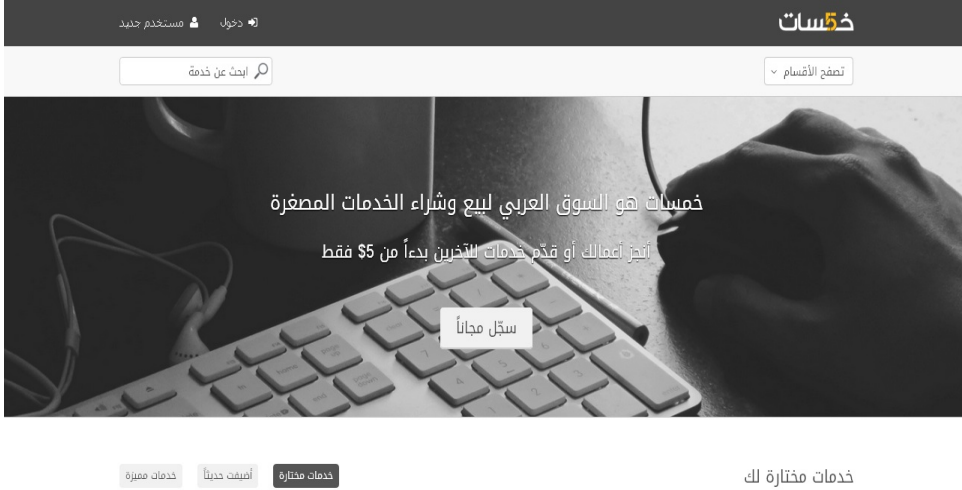 خ5سات
دخول
مستخدم جديد
تصفح الأقسام
ابحث عن خدمة
خمسات هو السوق العربي لبيع وشراء الخدمات المصغرة
أنجز أعمالك أو قدّم خدمات للآخرين بدءاً من 5$ فقط
سجّل مجاناً
خدمات مختارة لك
خدمات مختارة
أضيفت حديثاً
خدمات مميزة